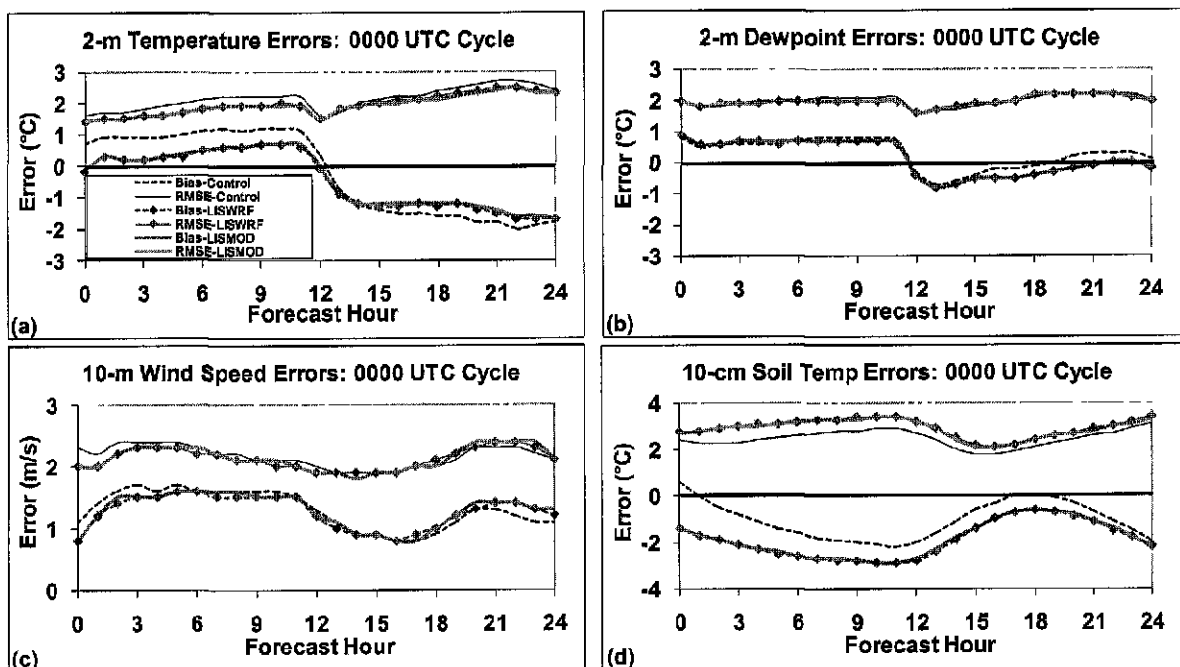 2-m Temperature Errors: 0000 UTC Cycle
3
2
1
0
-1
-2
-3
Error (°C)
Bias-Control
RMSE-Control
Bias-LISWRF
RMSE-LISWRF
Bias-LISMOD
RMSE-LISMOD
0 3 6 9 12 15 18 21 24
Forecast Hour
(a)
2-m Dewpoint Errors: 0000 UTC Cycle
3
2
1
0
-1
-2
-3
Error (°C)
0 3 6 9 12 15 18 21 24
Forecast Hour
(b)
10-m Wind Speed Errors: 0000 UTC Cycle
3
2
1
0
Error (m/s)
0 3 6 9 12 15 18 21 24
Forecast Hour
(c)
10-cm Soil Temp Errors: 0000 UTC Cycle
4
2
0
-2
-4
Error (°C)
0 3 6 9 12 15 18 21 24
Forecast Hour
(d)